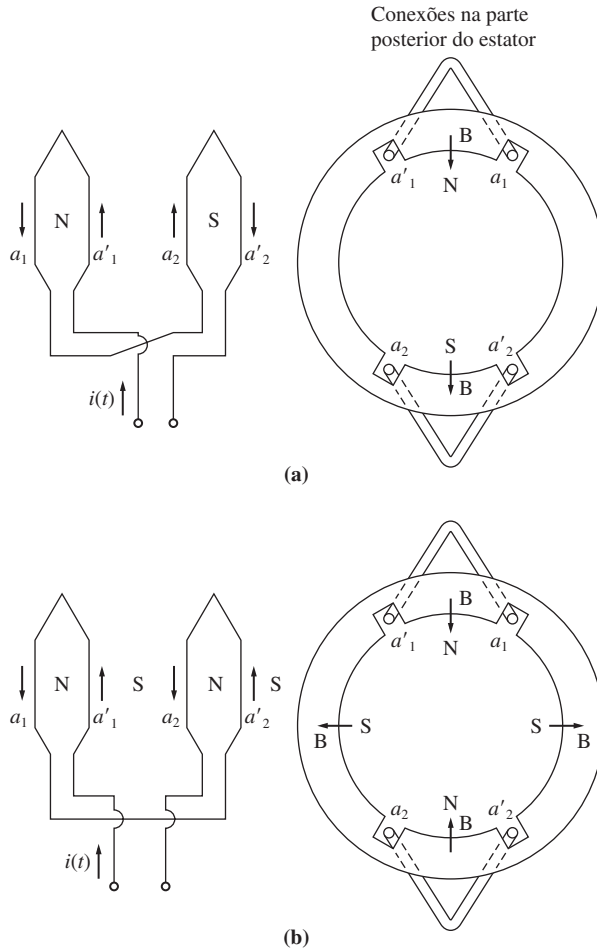 Conexões na parte
posterior do estator
B
N
a'1
a1
N
S
a1
a'1
a2
a'2
i(t)
a2
S
B
a'2
(a)
B
N
a'1
a1
N
S
N
S
a1
a'1
a2
a'2
B
S
S
B
i(t)
a2
N
B
a'2
(b)